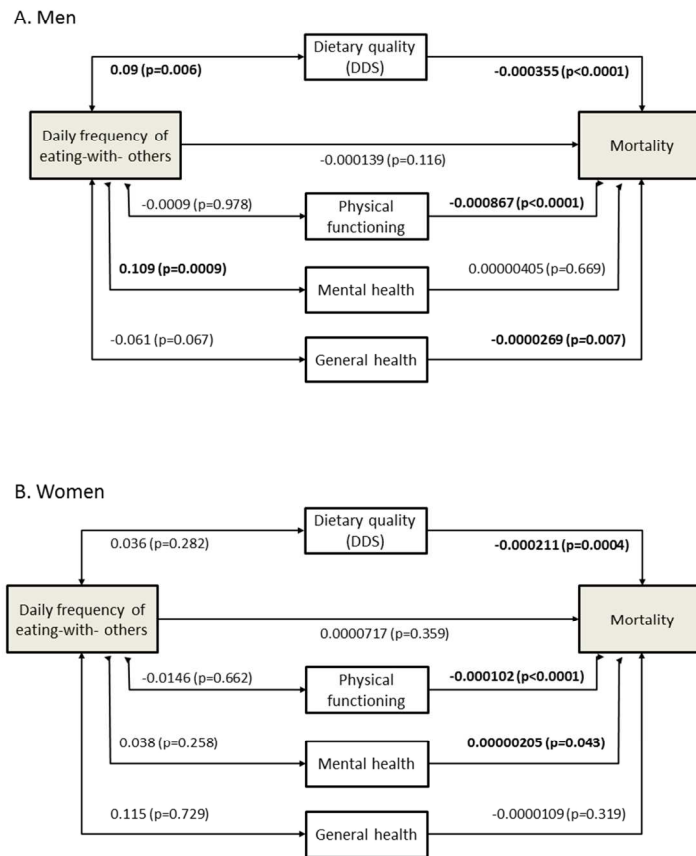 A. Men
Dietary quality
(DDS)
0.09 (p=0.006)
-0.000355 (p<0.0001)
Daily frequency of
eating-with- others
Mortality
-0.000139 (p=0.116)
-0.0009 (p=0.978)
Physical
functioning
-0.000867 (p<0.0001)
0.109 (p=0.0009)
Mental health
0.00000405 (p=0.669)
-0.061 (p=0.067)
General health
-0.0000269 (p=0.007)
B. Women
Dietary quality
(DDS)
0.036 (p=0.282)
-0.000211 (p=0.0004)
Daily frequency of
eating-with- others
Mortality
0.0000717 (p=0.359)
-0.0146 (p=0.662)
Physical
functioning
-0.000102 (p<0.0001)
0.038 (p=0.258)
Mental health
0.00000205 (p=0.043)
0.115 (p=0.729)
General health
-0.0000109 (p=0.319)